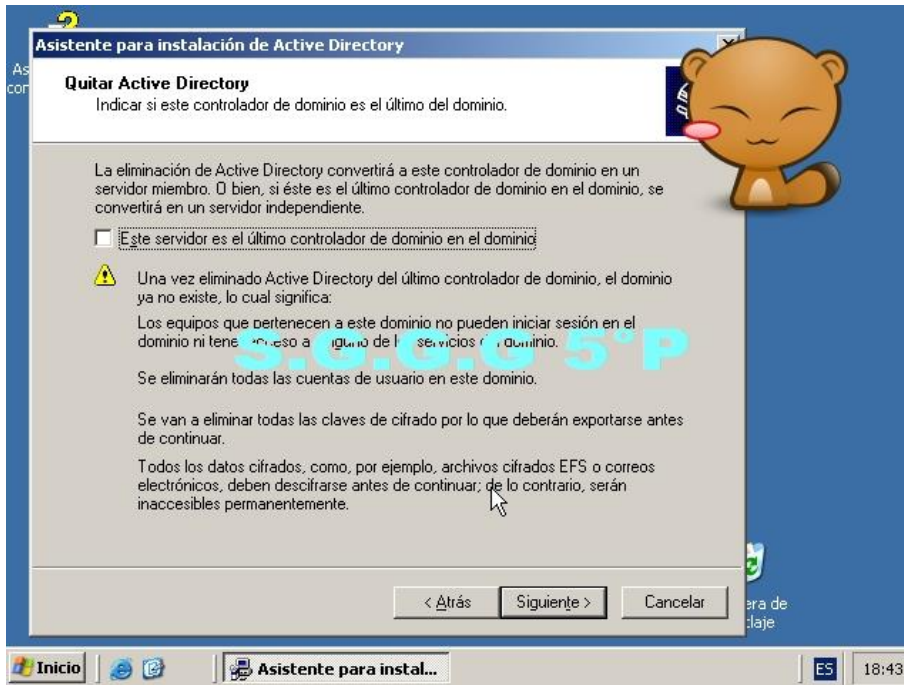 Asistente para instalación de Active Directory
Quitar Active Directory
Indicar si este controlador de dominio es el último del dominio.
La eliminación de Active Directory convertirá a este controlador de dominio en un
servidor miembro. O bien, si éste es el último controlador de dominio en el dominio, se
convertirá en un servidor independiente.
Este servidor es el último controlador de dominio en el dominio
Una vez eliminado Active Directory del último controlador de dominio, el dominio
ya no existe, lo cual significa:
Los equipos que pertenecen a este dominio no pueden iniciar sesión en el
dominio ni tener acceso a ninguno de los servicios del dominio.
S.G.G.G 5°P
Se eliminarán todas las cuentas de usuario en este dominio.
Se van a eliminar todas las claves de cifrado por lo que deberán exportarse antes
de continuar.
Todos los datos cifrados, como, por ejemplo, archivos cifrados EFS o correos
electrónicos, deben descifrarse antes de continuar; de lo contrario, serán
inaccesibles permanentemente.
< Atrás
Siguiente >
Cancelar
Inicio
Asistente para instal...
ES
18:43